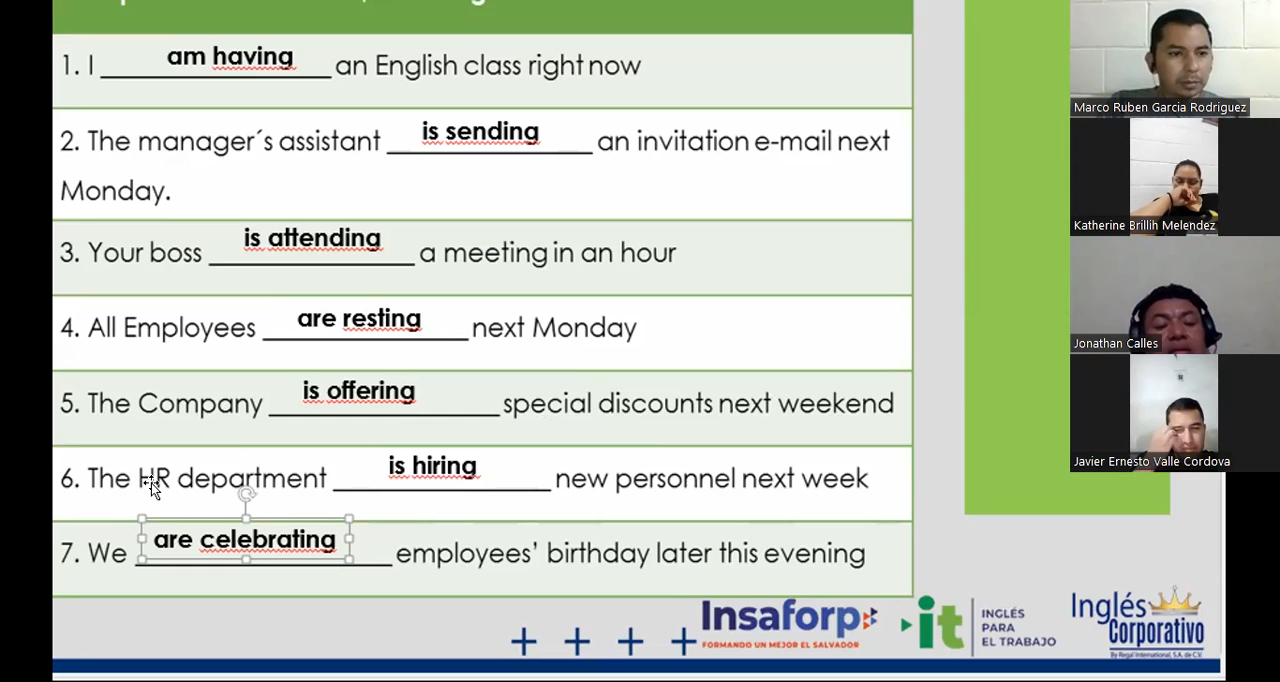 1. I am having an English class right now
2. The manager´s assistant is sending an invitation e-mail next
Monday.
3. Your boss is attending a meeting in an hour
4. All Employees are resting next Monday
5. The Company is offering special discounts next weekend
6. The HR department is hiring new personnel next week
7. We are celebrating employees’ birthday later this evening
Insaforp
FORMANDO UN MEJOR EL SALVADOR
it
INGLÉS
PARA
EL TRABAJO
Inglés
Corporativo
By Regal International, S.A. de C.V.
Marco Ruben Garcia Rodriguez
Katherine Brillih Melendez
Jonathan Calles
Javier Ernesto Valle Cordova